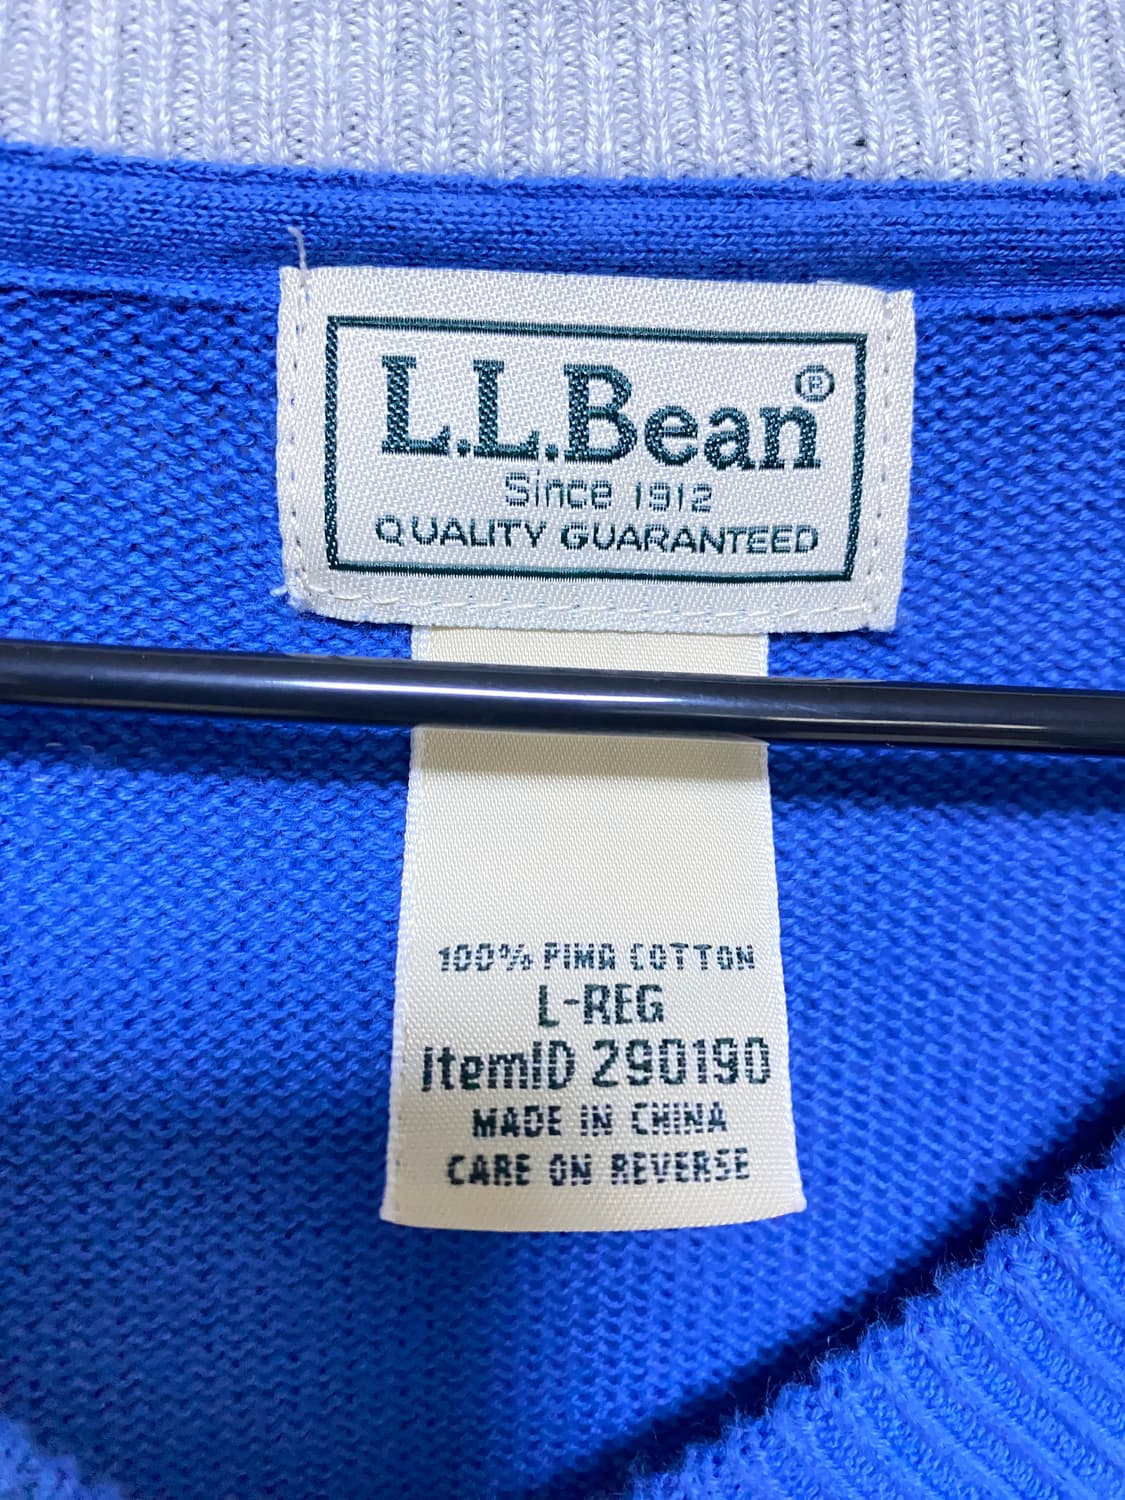 L.L.Bean®
Since 1912
QUALITY GUARANTEED
100% PIMA COTTON
L-REG
ItemID 290190
MADE IN CHINA
CARE ON REVERSE